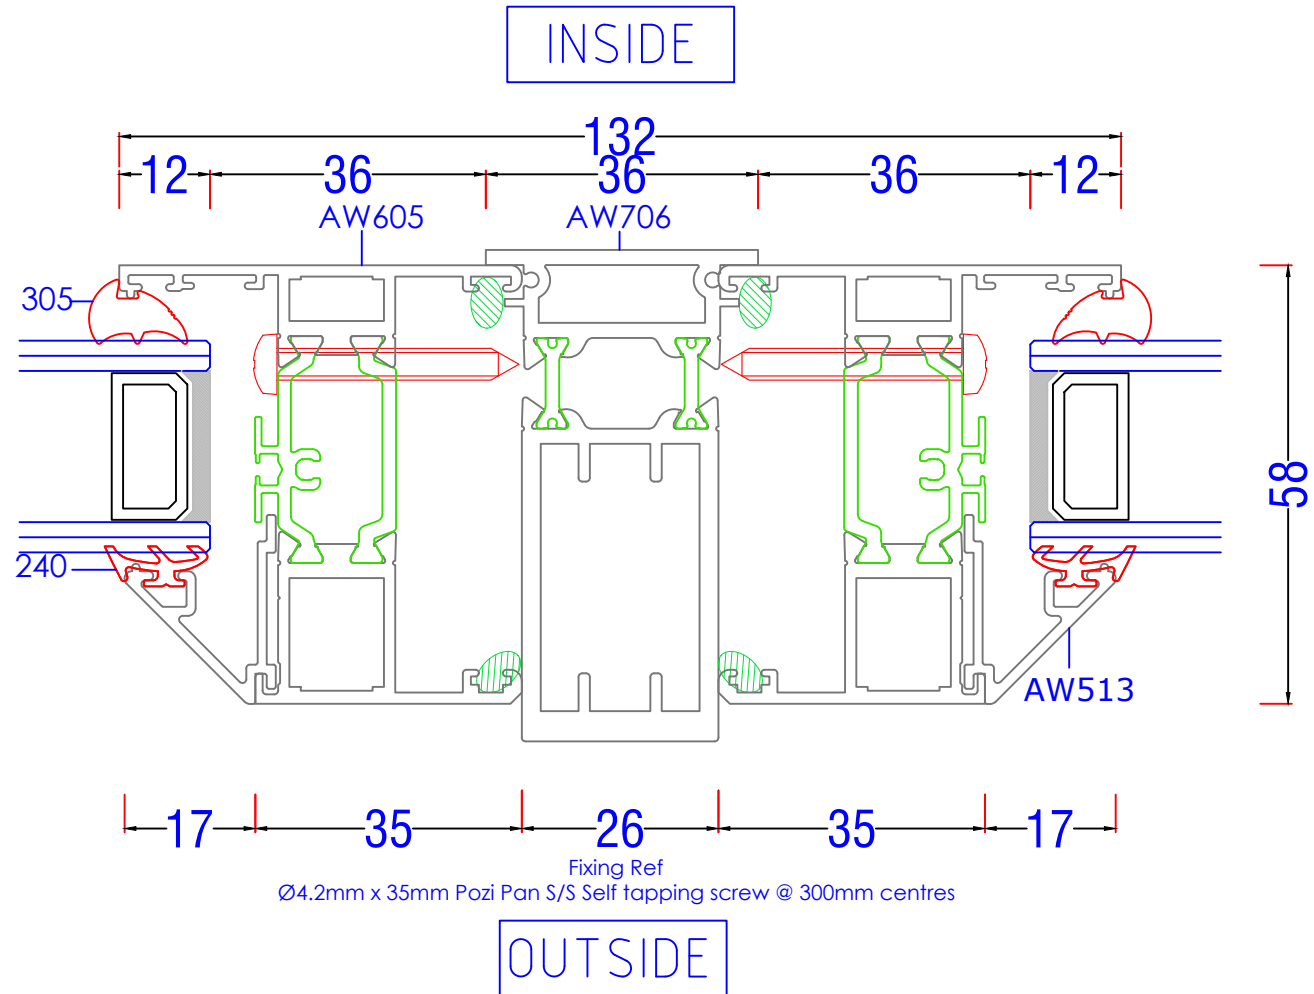 INSIDE
132
12 36 36 36 12
AW605 AW706
305
58
240
AW513
17 35 26 35 17
Fixing Ref
Ø4.2mm x 35mm Pozi Pan S/S Self tapping screw @ 300mm centres
OUTSIDE